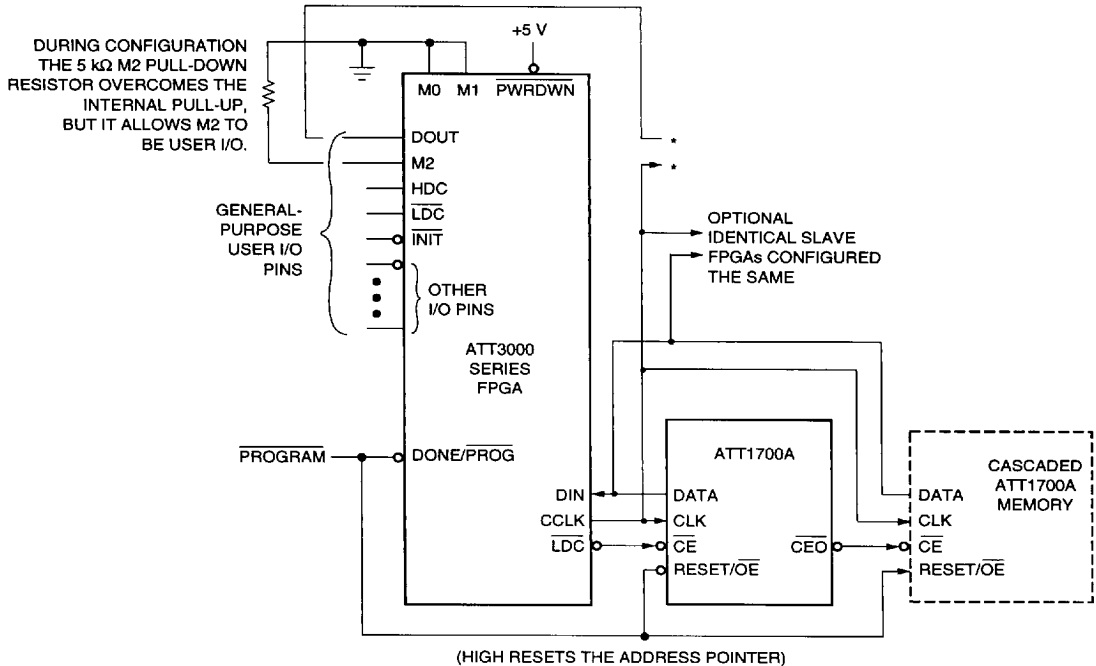 +5 V
DURING CONFIGURATION
THE 5 kΩ M2 PULL-DOWN
RESISTOR OVERCOMES THE
INTERNAL PULL-UP,
BUT IT ALLOWS M2 TO
BE USER I/O.
M0 M1 PWRDWN
DOUT
M2
HDC
LDC
INIT
GENERAL-
PURPOSE
USER I/O
PINS
OTHER
I/O PINS
*
*
OPTIONAL
IDENTICAL SLAVE
FPGAs CONFIGURED
THE SAME
ATT3000
SERIES
FPGA
PROGRAM
DONE/PROG
DIN
CCLK
LDC
ATT1700A
DATA
CLK
CE
RESET/OE
CEO
CASCADED
ATT1700A
MEMORY
DATA
CLK
CE
RESET/OE
(HIGH RESETS THE ADDRESS POINTER)